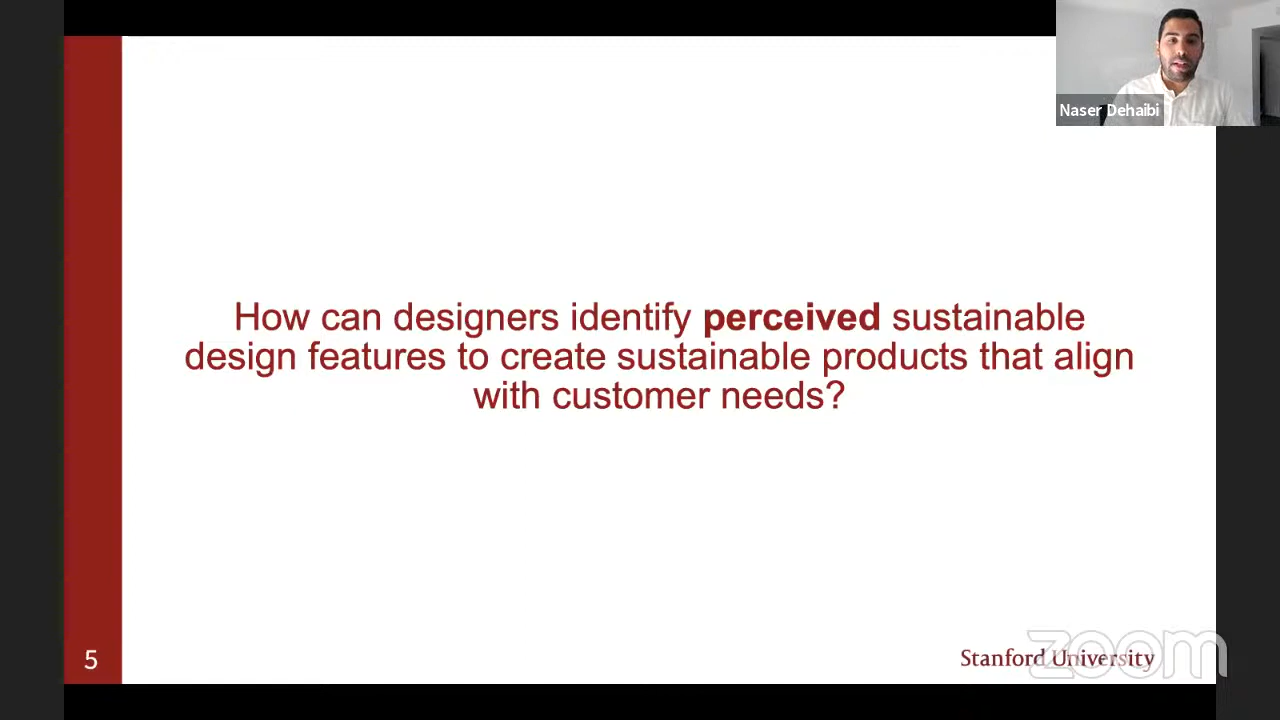 Naser Dehaibi
How can designers identify perceived sustainable
design features to create sustainable products that align
with customer needs?
5
Stanford University
zoom